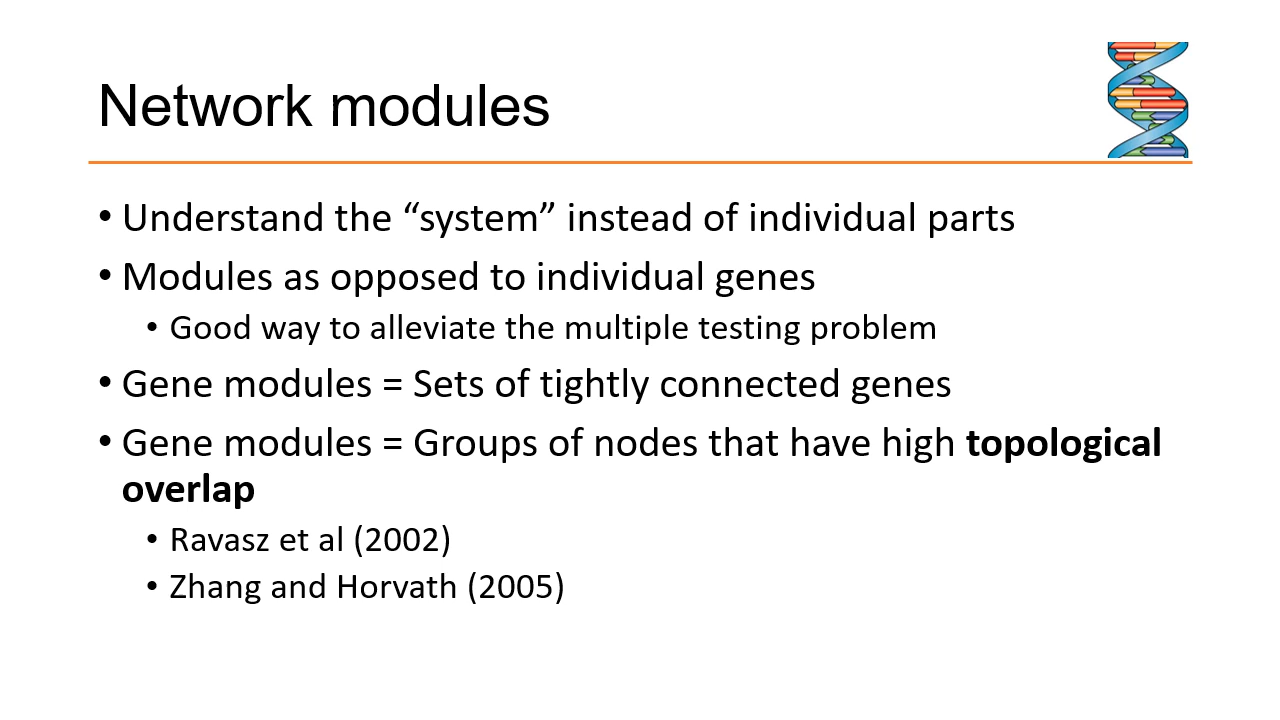 Network modules
• Understand the “system” instead of individual parts
• Modules as opposed to individual genes
• Good way to alleviate the multiple testing problem
• Gene modules = Sets of tightly connected genes
• Gene modules = Groups of nodes that have high topological
overlap
• Ravasz et al (2002)
• Zhang and Horvath (2005)